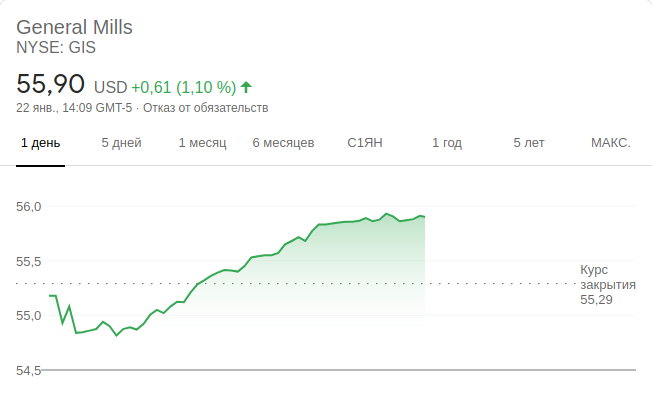 General Mills
NYSE: GIS
55,90 USD +0,61 (1,10 %)
22 янв., 14:09 GMT-5 · Отказ от обязательств
1 день 5 дней 1 месяц 6 месяцев С1ЯН 1 год 5 лет МАКС.
56,0
55,5
Курс
закрытия
55,29
55,0
54,5